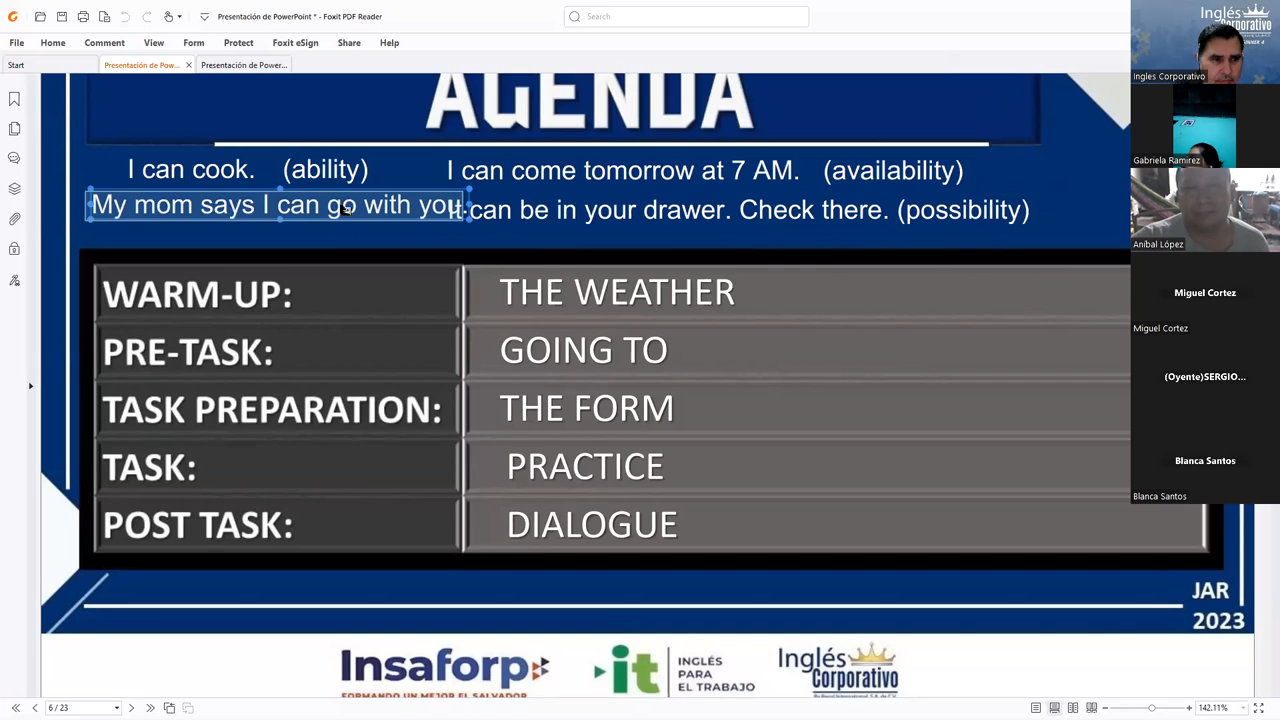 Presentación de PowerPoint * - Foxit PDF Reader
Search
File Home Comment View Form Protect Foxit eSign Share Help
Start Presentación de Pow... Presentación de Power...
AGENDA
I can cook. (ability) I can come tomorrow at 7 AM. (availability)
My mom says I can go with you.
It can be in your drawer. Check there. (possibility)
WARM-UP: THE WEATHER
PRE-TASK: GOING TO
TASK PREPARATION: THE FORM
TASK: PRACTICE
POST TASK: DIALOGUE
JAR
2023
Insaforp
FORMANDO UN MEJOR EL SALVADOR
it INGLÉS PARA EL TRABAJO
Inglés Corporativo
6 / 23
142.11%
Inglés
Corporativo
Ingles Corporativo
Gabriela Ramirez
Aníbal López
Miguel Cortez
Miguel Cortez
(Oyente)SERGIO...
Blanca Santos
Blanca Santos